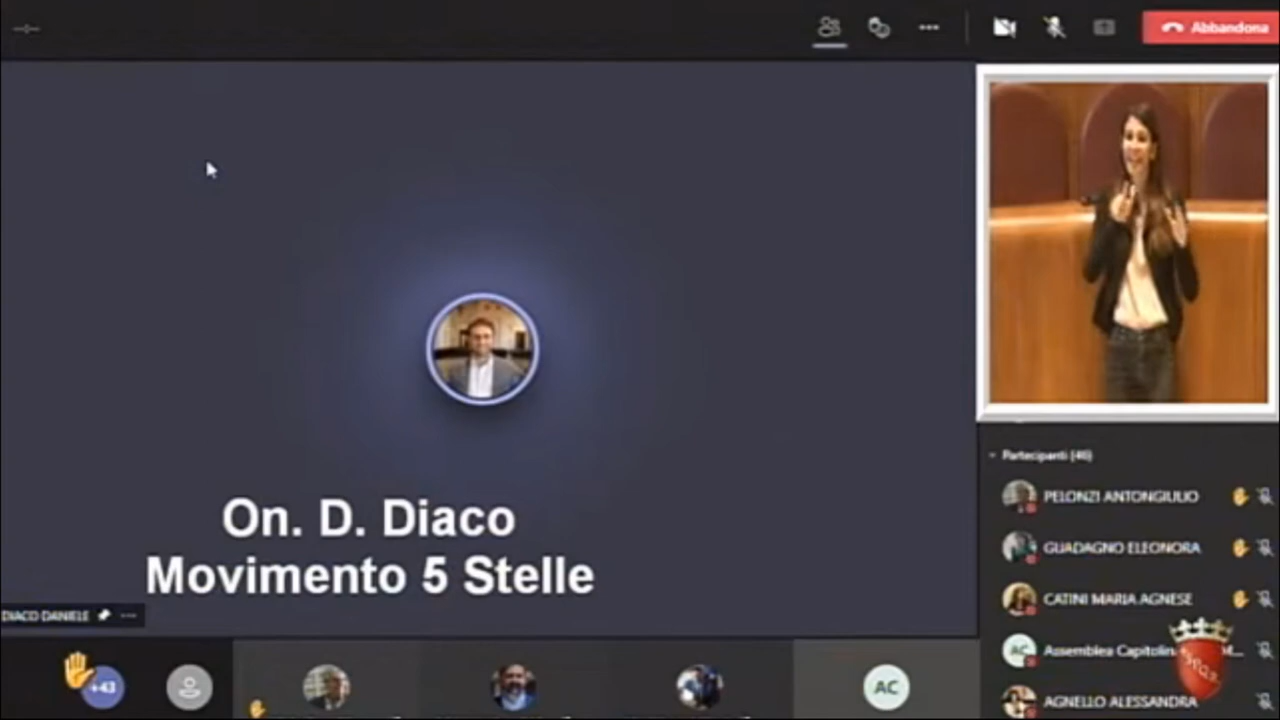 Abbandona
On. D. Diaco
Movimento 5 Stelle
DIACO DANIELE
Partecipanti (46)
PELONZI ANTONGIULIO
GUADAGNO ELEONORA
CATINI MARIA AGNESE
AC Assemblea Capitolina M...
AGNELLO ALESSANDRA
+43
AC